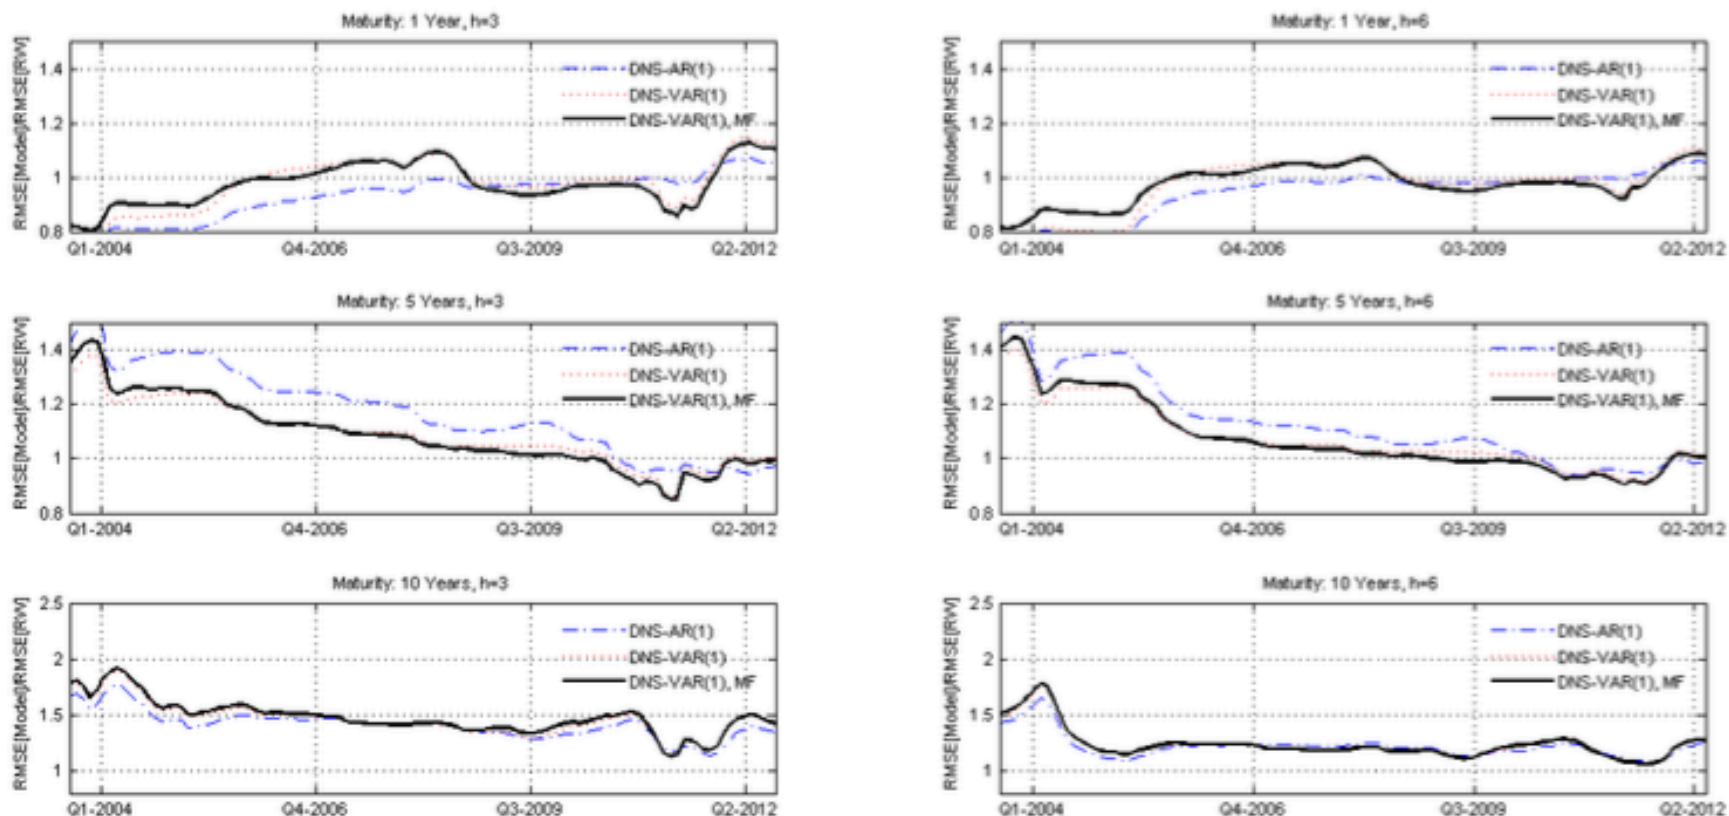 Maturity: 1 Year, h=3
RMSE[Model]/RMSE[RW]
1.4
1.2
1
0.8
DNS-AR(1)
DNS-VAR(1)
DNS-VAR(1), MF
Q1-2004 Q4-2006 Q3-2009 Q2-2012
Maturity: 1 Year, h=6
RMSE[Model]/RMSE[RW]
1.4
1.2
1
0.8
DNS-AR(1)
DNS-VAR(1)
DNS-VAR(1), MF
Q1-2004 Q4-2006 Q3-2009 Q2-2012
Maturity: 5 Years, h=3
RMSE[Model]/RMSE[RW]
1.4
1.2
1
0.8
DNS-AR(1)
DNS-VAR(1)
DNS-VAR(1), MF
Q1-2004 Q4-2006 Q3-2009 Q2-2012
Maturity: 5 Years, h=6
RMSE[Model]/RMSE[RW]
1.4
1.2
1
0.8
DNS-AR(1)
DNS-VAR(1)
DNS-VAR(1), MF
Q1-2004 Q4-2006 Q3-2009 Q2-2012
Maturity: 10 Years, h=3
RMSE[Model]/RMSE[RW]
2.5
2
1.5
1
DNS-AR(1)
DNS-VAR(1)
DNS-VAR(1), MF
Q1-2004 Q4-2006 Q3-2009 Q2-2012
Maturity: 10 Years, h=6
RMSE[Model]/RMSE[RW]
2.5
2
1.5
1
DNS-AR(1)
DNS-VAR(1)
DNS-VAR(1), MF
Q1-2004 Q4-2006 Q3-2009 Q2-2012